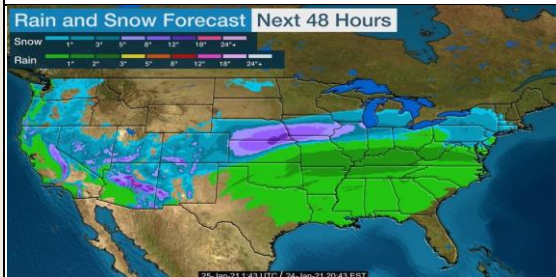 Rain and Snow Forecast Next 48 Hours
Snow
1" 3" 5" 8" 12" 18" 24"+
Rain
1" 2" 3" 5" 8" 12" 18" 24"+
25-Jan-21 1:43 UTC / 24-Jan-21 20:43 EST